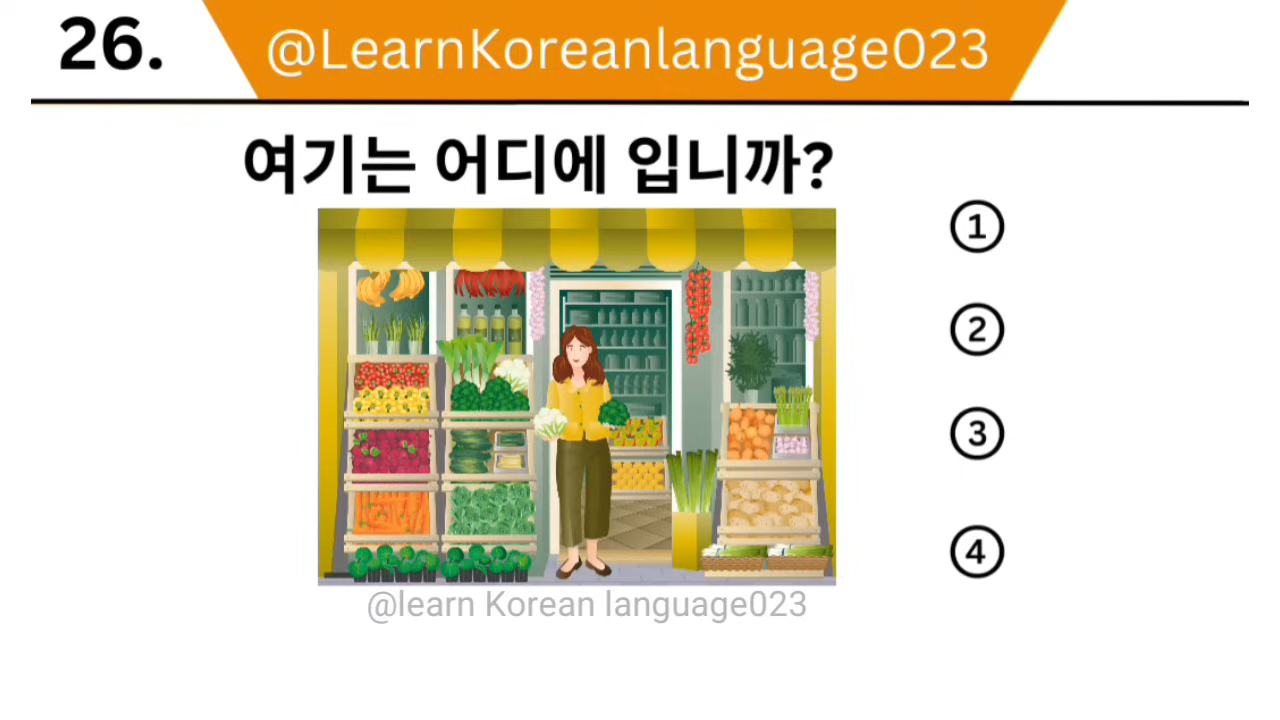 26.
@LearnKoreanlanguage023
여기는 어디에 입니까?
①
②
③
④
@learn Korean language023